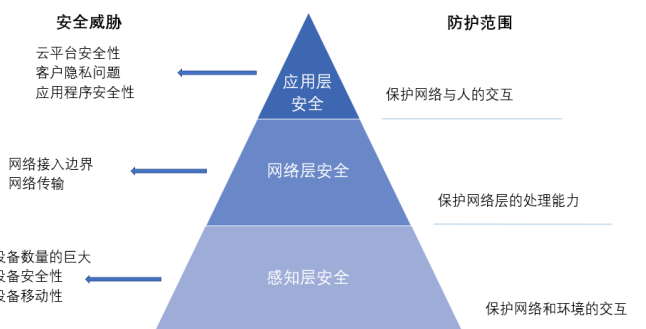 安全威胁
防护范围
云平台安全性
客户隐私问题
应用程序安全性
应用层
安全
保护网络与人的交互
网络接入边界
网络传输
网络层安全
保护网络层的处理能力
设备数量的巨大
设备安全性
设备移动性
感知层安全
保护网络和环境的交互